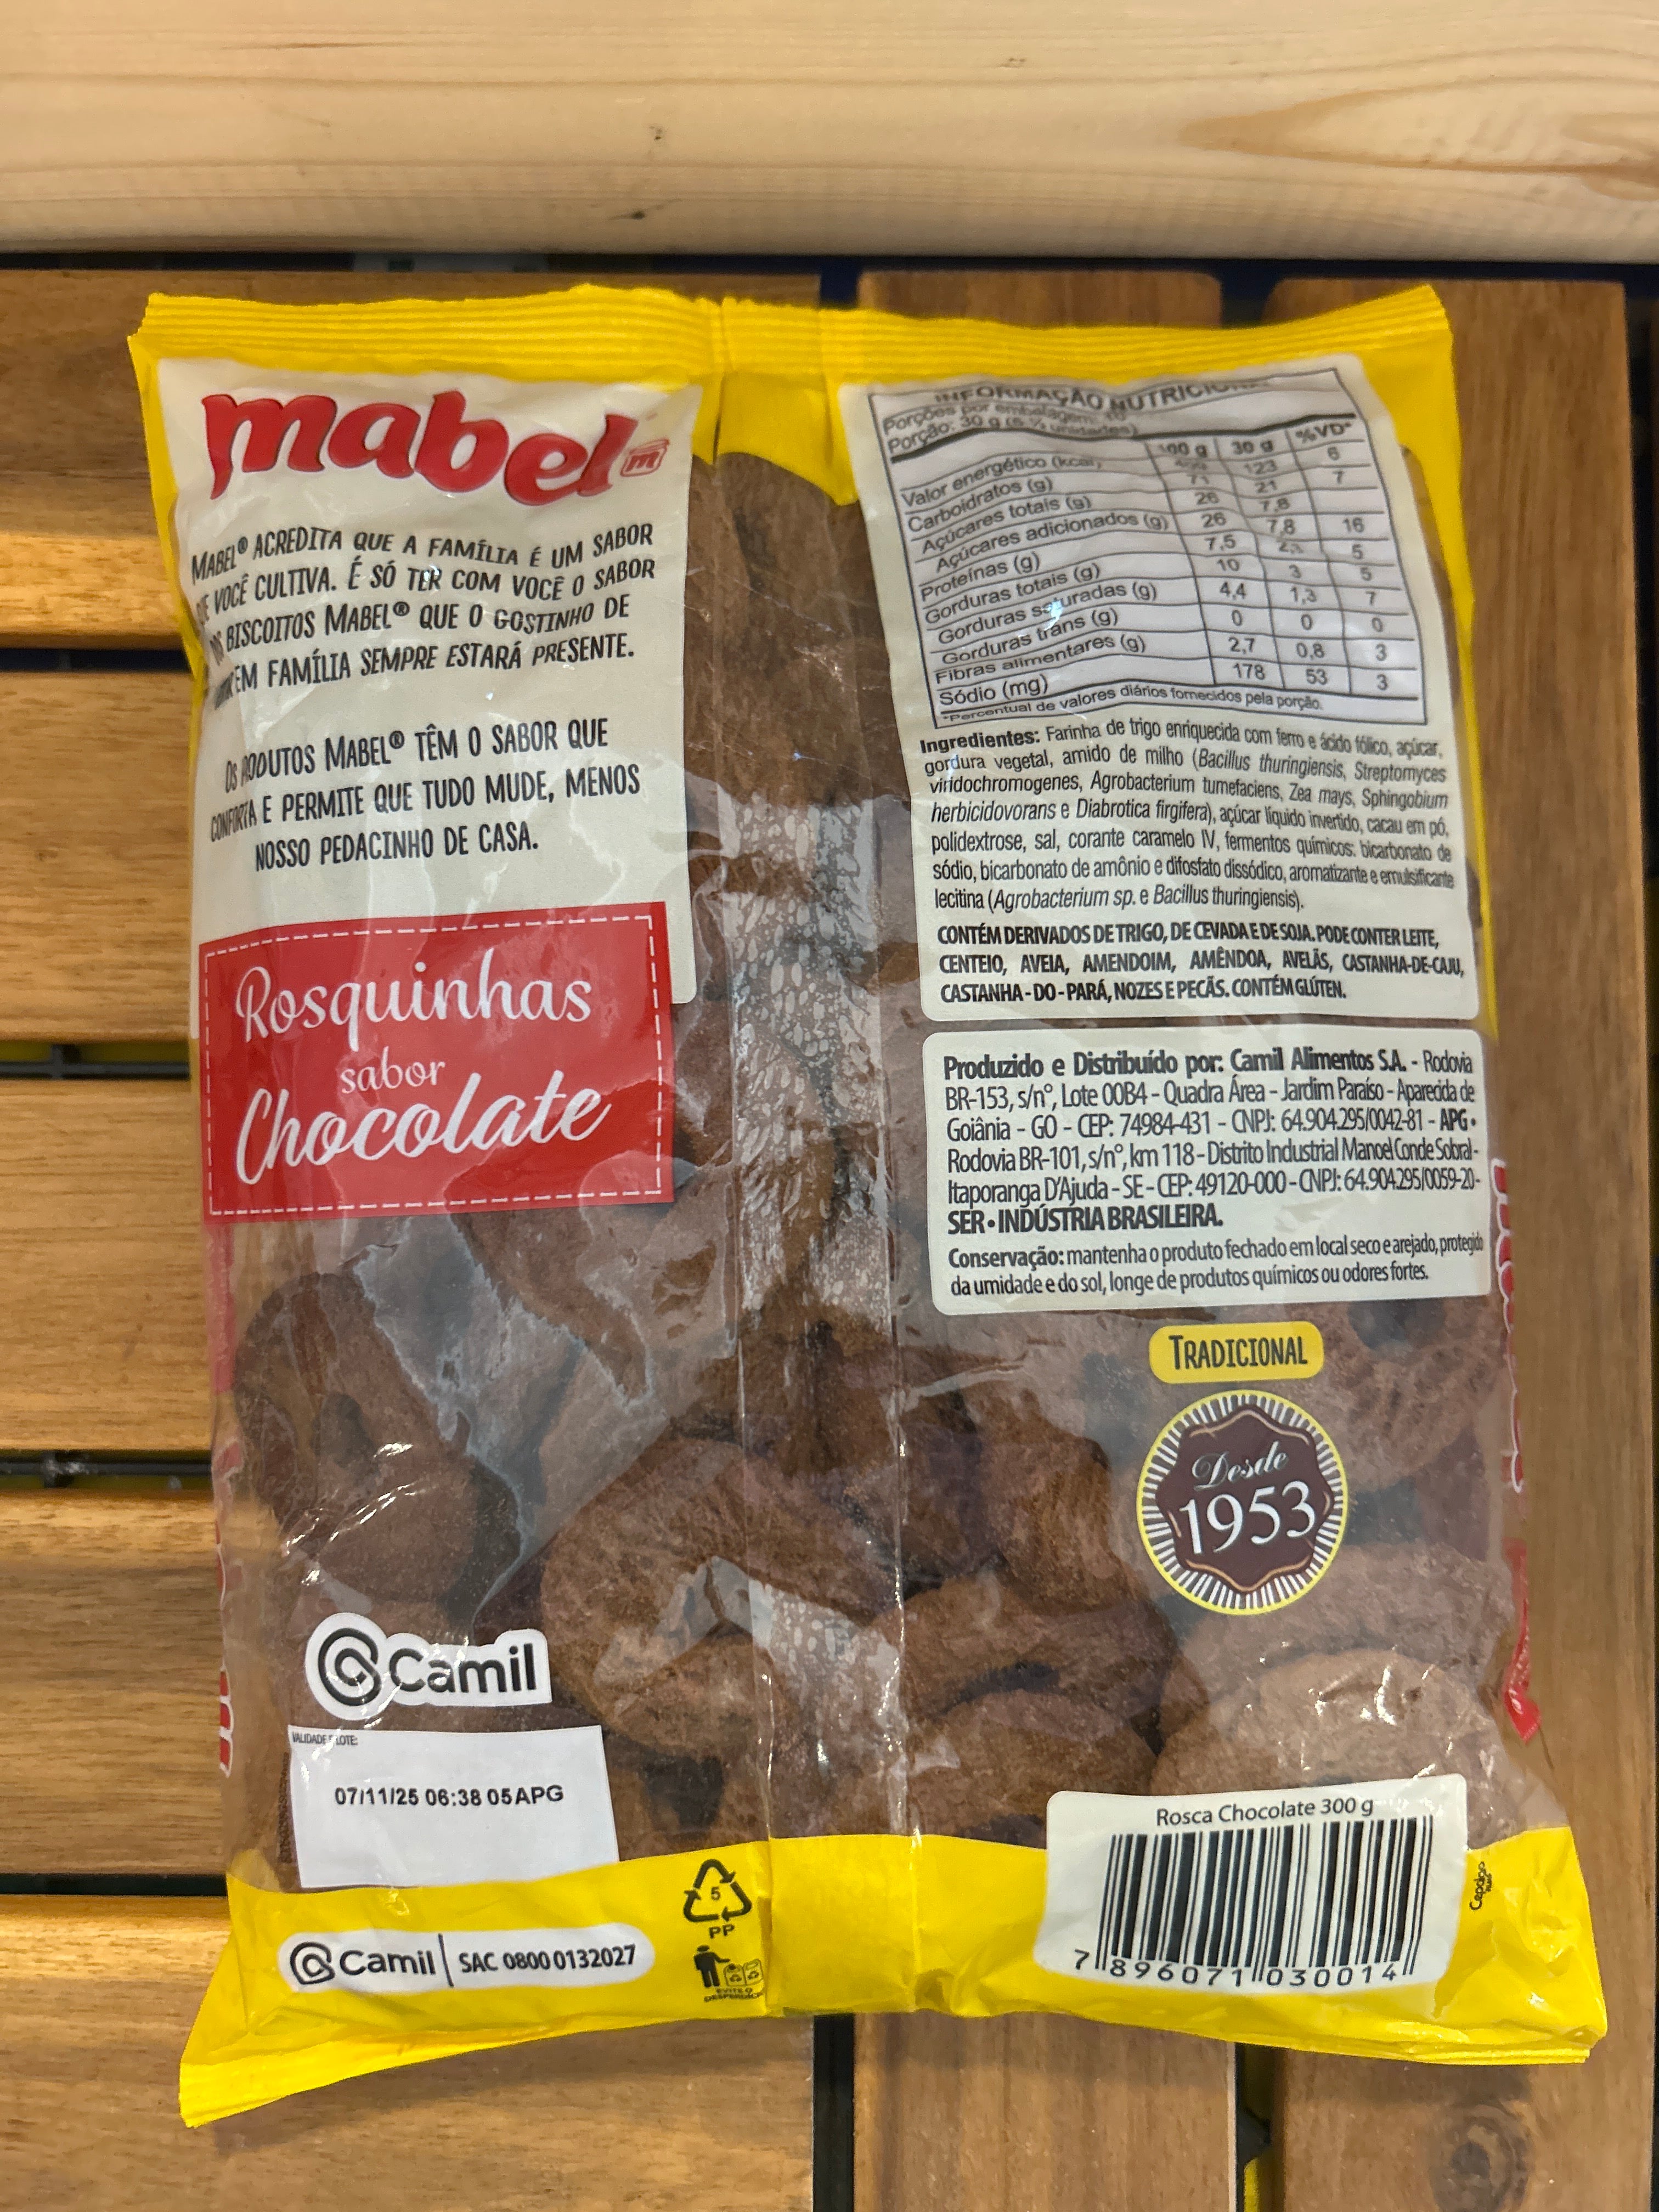 mabel
m
MABEL® ACREDITA QUE A FAMÍLIA É UM SABOR
VOCÊ CULTIVA. É SÓ TER COM VOCÊ O SABOR
BISCOITOS MABEL® QUE O GOSTINHO DE
EM FAMÍLIA SEMPRE ESTARÁ PRESENTE.
OS MABEL® TÊM O SABOR QUE
CONFORTA E PERMITE QUE TUDO MUDE, MENOS
NOSSO PEDACINHO DE CASA.
Rosquinhas
sabor
Chocolate
Camil
VALIDADE E LOTE:
07/11/25 06:38 05APG
Camil SAC 0800 0132027
5
PP
EVITE O
DESPERDÍCIO
INFORMAÇÃO
Porções por embalagem: 10
Porção: 30 g (5 ½ unidades)
100 g 30 g %VD*
Valor energético (kcal) 123 6
Carboidratos (g) 71 21 7
Açúcares totais (g) 26 7,8
Açúcares adicionados (g) 26 7,8 16
Proteínas (g) 7,5 2,3 5
Gorduras totais (g) 10 3 5
Gorduras saturadas (g) 4,4 1,3 7
Gorduras trans (g) 0 0 0
Fibras alimentares (g) 2,7 0,8 3
Sódio (mg) 178 53 3
*Percentual de valores diários fornecidos pela porção.
Ingredientes: Farinha de trigo enriquecida com ferro e ácido fólico, açúcar,
gordura vegetal, amido de milho (Bacillus thuringiensis, Streptomyces
viridochromogenes, Agrobacterium tumefaciens, Zea mays, Sphingobium
herbicidovorans e Diabrotica firgifera), açúcar líquido invertido, cacau em pó,
polidextrose, sal, corante caramelo IV, fermentos químicos: bicarbonato de
sódio, bicarbonato de amônio e difosfato dissódico, aromatizante e emulsificante
lecitina (Agrobacterium sp. e Bacillus thuringiensis).
CONTÉM DERIVADOS DE TRIGO, DE CEVADA E DE SOJA. PODE CONTER LEITE,
CENTEIO, AVEIA, AMENDOIM, AMÊNDOA, AVELÃS, CASTANHA-DE-CAJU,
CASTANHA-DO-PARÁ, NOZES E PECÃS. CONTÉM GLÚTEN.
Produzido e Distribuído por: Camil Alimentos S.A. - Rodovia
BR-153, s/nº, Lote 00B4 - Quadra Área - Jardim Paraíso - Aparecida de
Goiânia - GO - CEP: 74984-431 - CNPJ: 64.904.295/0042-81 - APG •
Rodovia BR-101, s/nº, km 118 - Distrito Industrial Manoel Conde Sobral -
Itaporanga D'Ajuda - SE - CEP: 49120-000 - CNPJ: 64.904.295/0059-20 -
SER • INDÚSTRIA BRASILEIRA.
Conservação: mantenha o produto fechado em local seco e arejado, protegido
da umidade e do sol, longe de produtos químicos ou odores fortes.
TRADICIONAL
Desde
1953
Rosca Chocolate 300 g
7 896071 030014